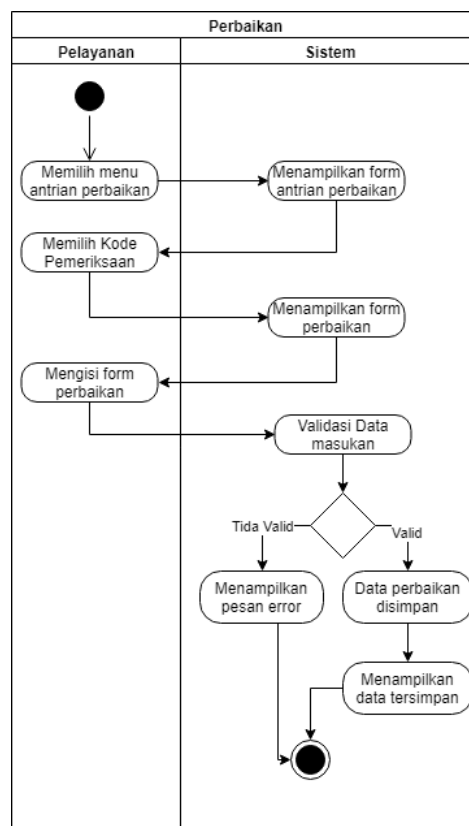 Perbaikan
Pelayanan
Sistem
Memilih menu
antrian perbaikan
Menampilkan form
antrian perbaikan
Memilih Kode
Pemeriksaan
Menampilkan form
perbaikan
Mengisi form
perbaikan
Validasi Data
masukan
Tida Valid
Valid
Menampilkan
pesan error
Data perbaikan
disimpan
Menampilkan
data tersimpan